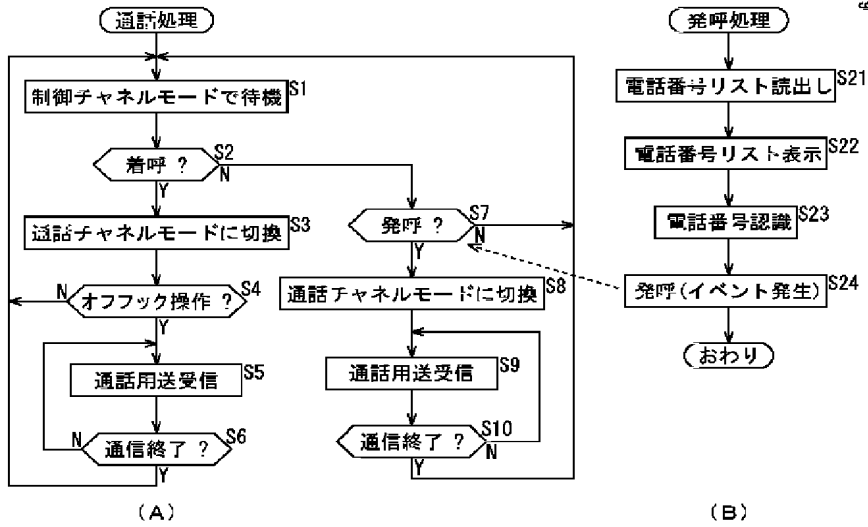 通話処理
制御チャネルモードで待機 S1
着呼 ? S2
Y
N
通話チャネルモードに切換 S3
オフフック操作 ? S4
N
Y
通話用送受信 S5
通信終了 ? S6
N
Y
発呼 ? S7
N
Y
通話チャネルモードに切換 S8
通話用送受信 S9
通信終了 ? S10
N
Y
(A)
発呼処理
電話番号リスト読出し S21
電話番号リスト表示 S22
電話番号認識 S23
発呼(イベント発生) S24
おわり
(B)